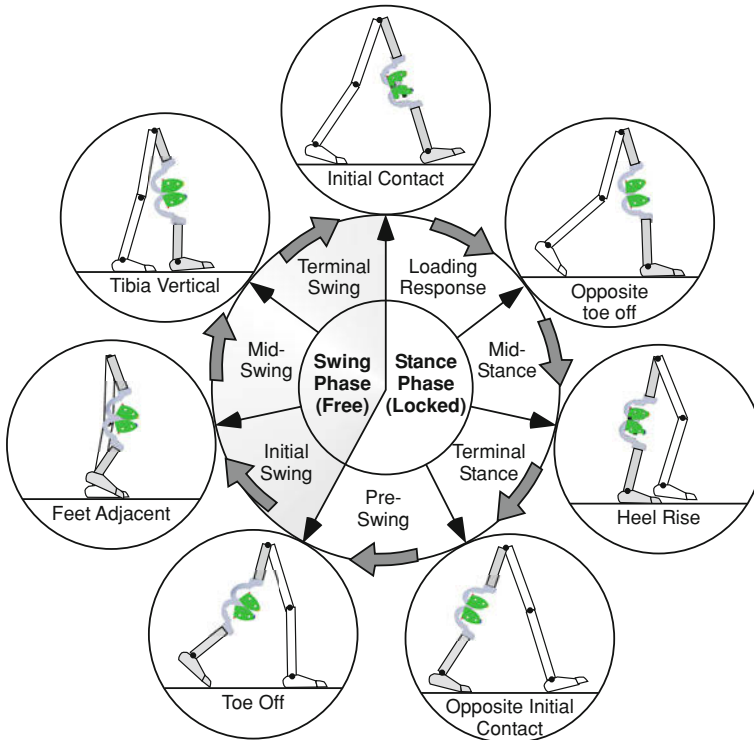 Initial Contact
Opposite
toe off
Heel Rise
Opposite Initial
Contact
Toe Off
Feet Adjacent
Tibia Vertical
Loading
Response
Mid-
Stance
Terminal
Stance
Pre-
Swing
Initial
Swing
Mid-
Swing
Terminal
Swing
Swing
Phase
(Free)
Stance
Phase
(Locked)